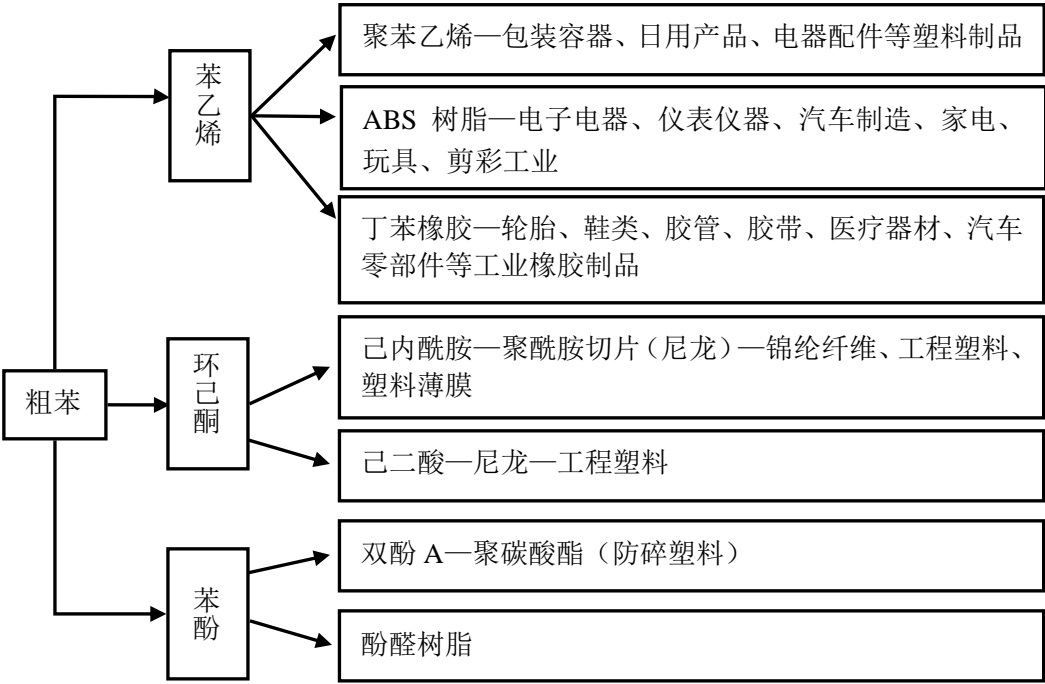 聚苯乙烯—包装容器、日用产品、电器配件等塑料制品
苯乙烯
ABS 树脂—电子电器、仪表仪器、汽车制造、家电、
玩具、剪彩工业
丁苯橡胶—轮胎、鞋类、胶管、胶带、医疗器材、汽车
零部件等工业橡胶制品
粗苯
环己酮
己内酰胺—聚酰胺切片（尼龙）—锦纶纤维、工程塑料、
塑料薄膜
己二酸—尼龙—工程塑料
苯酚
双酚 A—聚碳酸酯（防碎塑料）
酚醛树脂